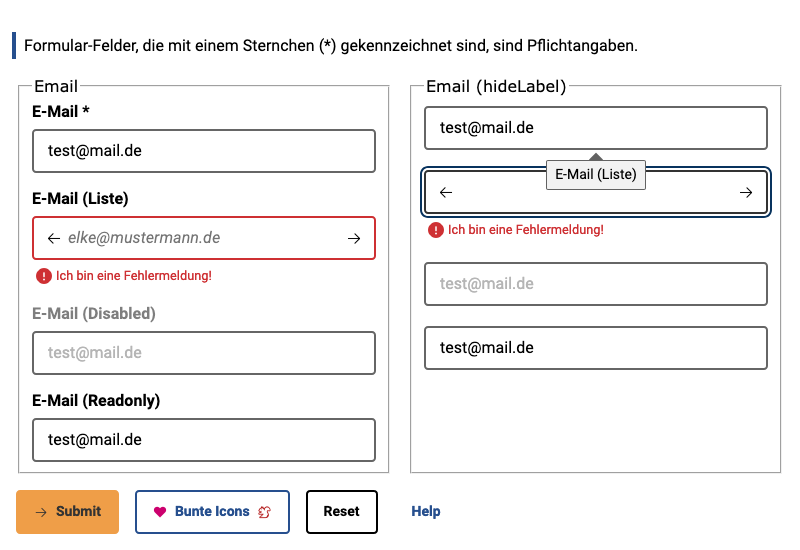 Formular-Felder, die mit einem Sternchen (*) gekennzeichnet sind, sind Pflichtangaben.
Email
E-Mail *
test@mail.de
E-Mail (Liste)
← elke@mustermann.de →
Ich bin eine Fehlermeldung!
E-Mail (Disabled)
test@mail.de
E-Mail (Readonly)
test@mail.de
Email (hideLabel)
test@mail.de
E-Mail (Liste)
← →
Ich bin eine Fehlermeldung!
test@mail.de
test@mail.de
→ Submit
Bunte Icons
Reset
Help